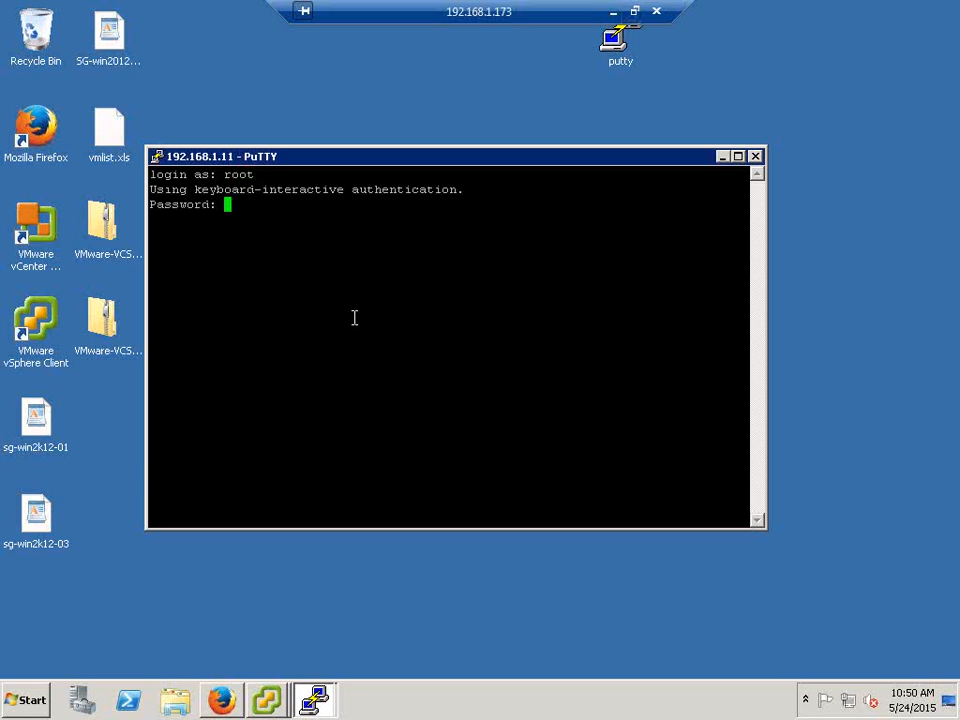 192.168.1.173
Recycle Bin
SG-win2012...
putty
Mozilla Firefox
vmlist.xls
192.168.1.11 - PuTTY
login as: root
Using keyboard-interactive authentication.
Password:
VMware
vCenter ...
VMware-VCS...
VMware
vSphere Client
VMware-VCS...
sg-win2k12-01
sg-win2k12-03
Start
10:50 AM
5/24/2015